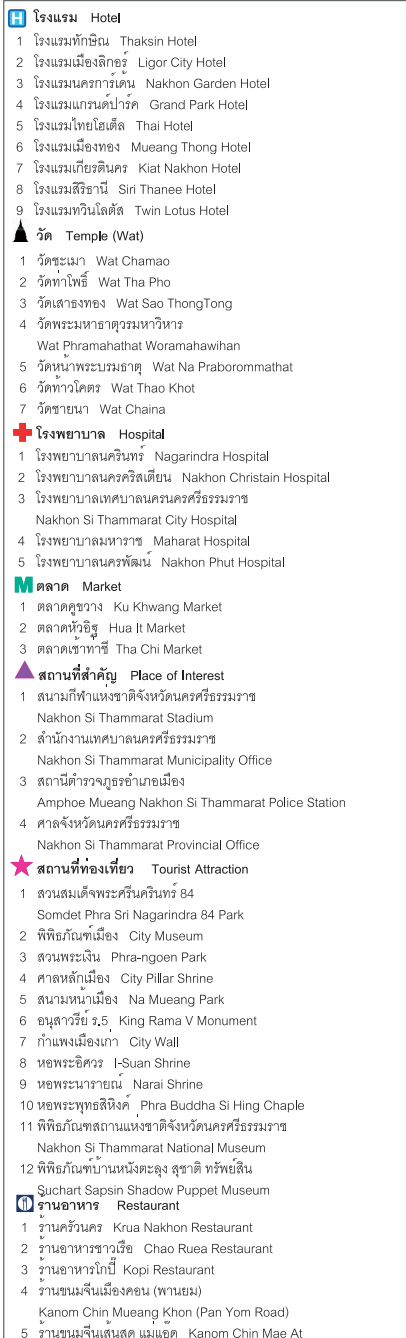 H โรงแรม Hotel
1 โรงแรมทักษิณ Thaksin Hotel
2 โรงแรมเมืองลิกอร์ Ligor City Hotel
3 โรงแรมนครการ์เด้น Nakhon Garden Hotel
4 โรงแรมแกรนด์ปาร์ค Grand Park Hotel
5 โรงแรมไทยโฮเต็ล Thai Hotel
6 โรงแรมเมืองทอง Mueang Thong Hotel
7 โรงแรมเกียรตินคร Kiat Nakhon Hotel
8 โรงแรมสิริธานี Siri Thanee Hotel
9 โรงแรมทวินโลตัส Twin Lotus Hotel
วัด Temple (Wat)
1 วัดชะเมา Wat Chamao
2 วัดท่าโพธิ์ Wat Tha Pho
3 วัดเสาธงทอง Wat Sao ThongTong
4 วัดพระมหาธาตุวรมหาวิหาร
Wat Phramahathat Woramahawihan
5 วัดหน้าพระบรมธาตุ Wat Na Praborommathat
6 วัดท้าวโคตร Wat Thao Khot
7 วัดชายนา Wat Chaina
โรงพยาบาล Hospital
1 โรงพยาบาลนครินทร์ Nagarindra Hospital
2 โรงพยาบาลนครคริสเตียน Nakhon Christain Hospital
3 โรงพยาบาลเทศบาลนครนครศรีธรรมราช
Nakhon Si Thammarat City Hospital
4 โรงพยาบาลมหาราช Maharat Hospital
5 โรงพยาบาลนครพัฒน์ Nakhon Phut Hospital
M ตลาด Market
1 ตลาดคูขวาง Ku Khwang Market
2 ตลาดหัวอิฐ Hua It Market
3 ตลาดเช้าท่าชี Tha Chi Market
สถานที่สำคัญ Place of Interest
1 สนามกีฬาแห่งชาติจังหวัดนครศรีธรรมราช
Nakhon Si Thammarat Stadium
2 สำนักงานเทศบาลนครศรีธรรมราช
Nakhon Si Thammarat Municipality Office
3 สถานีตำรวจภูธรอำเภอเมือง
Amphoe Mueang Nakhon Si Thammarat Police Station
4 ศาลจังหวัดนครศรีธรรมราช
Nakhon Si Thammarat Provincial Office
สถานที่ท่องเที่ยว Tourist Attraction
1 สวนสมเด็จพระศรีนครินทร์ 84
Somdet Phra Sri Nagarindra 84 Park
2 พิพิธภัณฑ์เมือง City Museum
3 สวนพระเงิน Phra-ngoen Park
4 ศาลหลักเมือง City Pillar Shrine
5 สนามหน้าเมือง Na Mueang Park
6 อนุสาวรีย์ ร.5 King Rama V Monument
7 กำแพงเมืองเก่า City Wall
8 หอพระอิศวร I-Suan Shrine
9 หอพระนารายณ์ Narai Shrine
10 หอพระพุทธสิหิงค์ Phra Buddha Si Hing Chaple
11 พิพิธภัณฑสถานแห่งชาติจังหวัดนครศรีธรรมราช
Nakhon Si Thammarat National Museum
12 พิพิธภัณฑ์บ้านหนังตะลุง สุชาติ ทรัพย์สิน
Suchart Sapsin Shadow Puppet Museum
ร้านอาหาร Restaurant
1 ร้านครัวนคร Krua Nakhon Restaurant
2 ร้านอาหารชาวเรือ Chao Ruea Restaurant
3 ร้านอาหารโกปี๊ Kopi Restaurant
4 ร้านขนมจีนเมืองคอน (พานยม)
Kanom Chin Mueang Khon (Pan Yom Road)
5 ร้านขนมจีนเส้นสด แม่แอ๊ด Kanom Chin Mae At